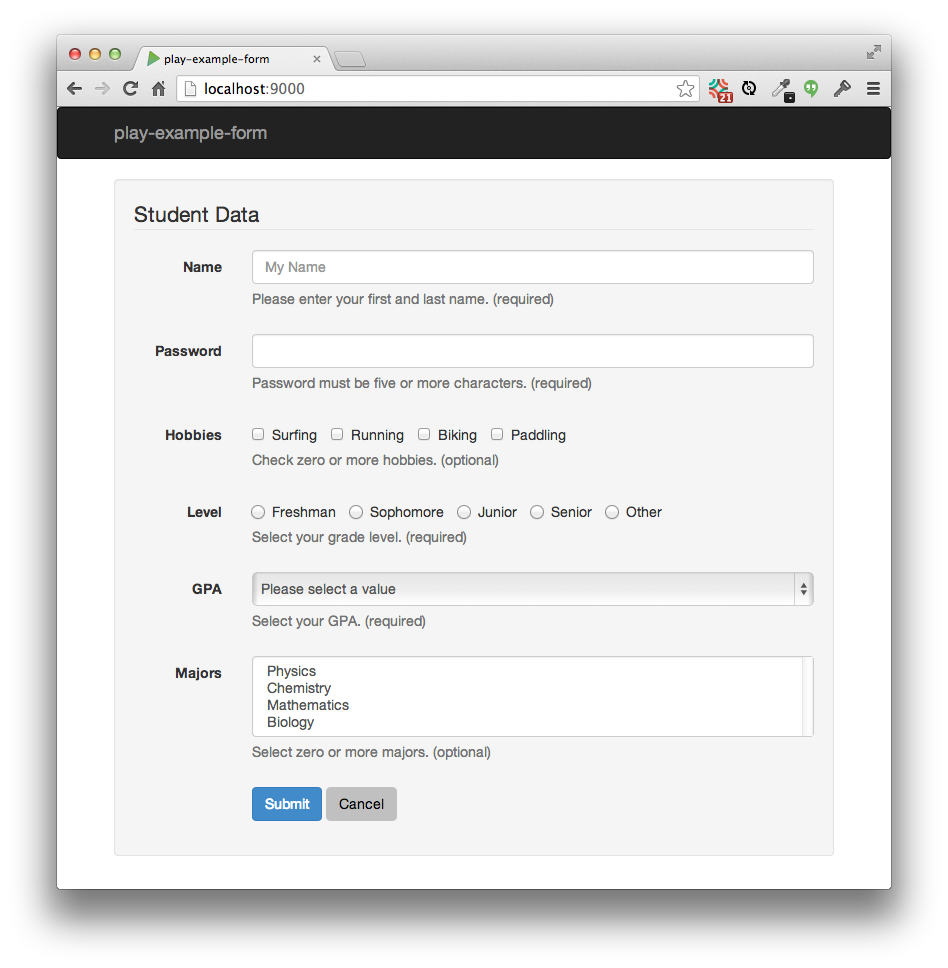 play-example-form
localhost:9000
21
play-example-form
Student Data
Name
My Name
Please enter your first and last name. (required)
Password
Password must be five or more characters. (required)
Hobbies
Surfing Running Biking Paddling
Check zero or more hobbies. (optional)
Level
Freshman Sophomore Junior Senior Other
Select your grade level. (required)
GPA
Please select a value
Select your GPA. (required)
Majors
Physics
Chemistry
Mathematics
Biology
Select zero or more majors. (optional)
Submit Cancel